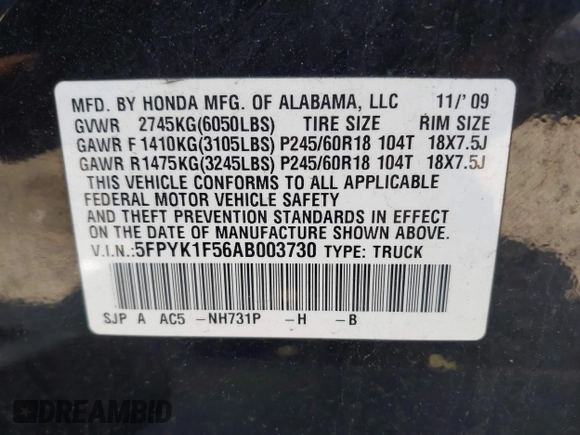 MFD. BY HONDA MFG. OF ALABAMA, LLC 11/'09
GVWR 2745KG(6050LBS) TIRE SIZE RIM SIZE
GAWR F 1410KG(3105LBS) P245/60R18 104T 18X7.5J
GAWR R1475KG(3245LBS) P245/60R18 104T 18X7.5J
THIS VEHICLE CONFORMS TO ALL APPLICABLE
FEDERAL MOTOR VEHICLE SAFETY
AND THEFT PREVENTION STANDARDS IN EFFECT
ON THE DATE OF MANUFACTURE SHOWN ABOVE.
V.I.N.:5FPYK1F56AB003730 TYPE: TRUCK
SJP A AC5 -NH731P -H -B
DREAMBID